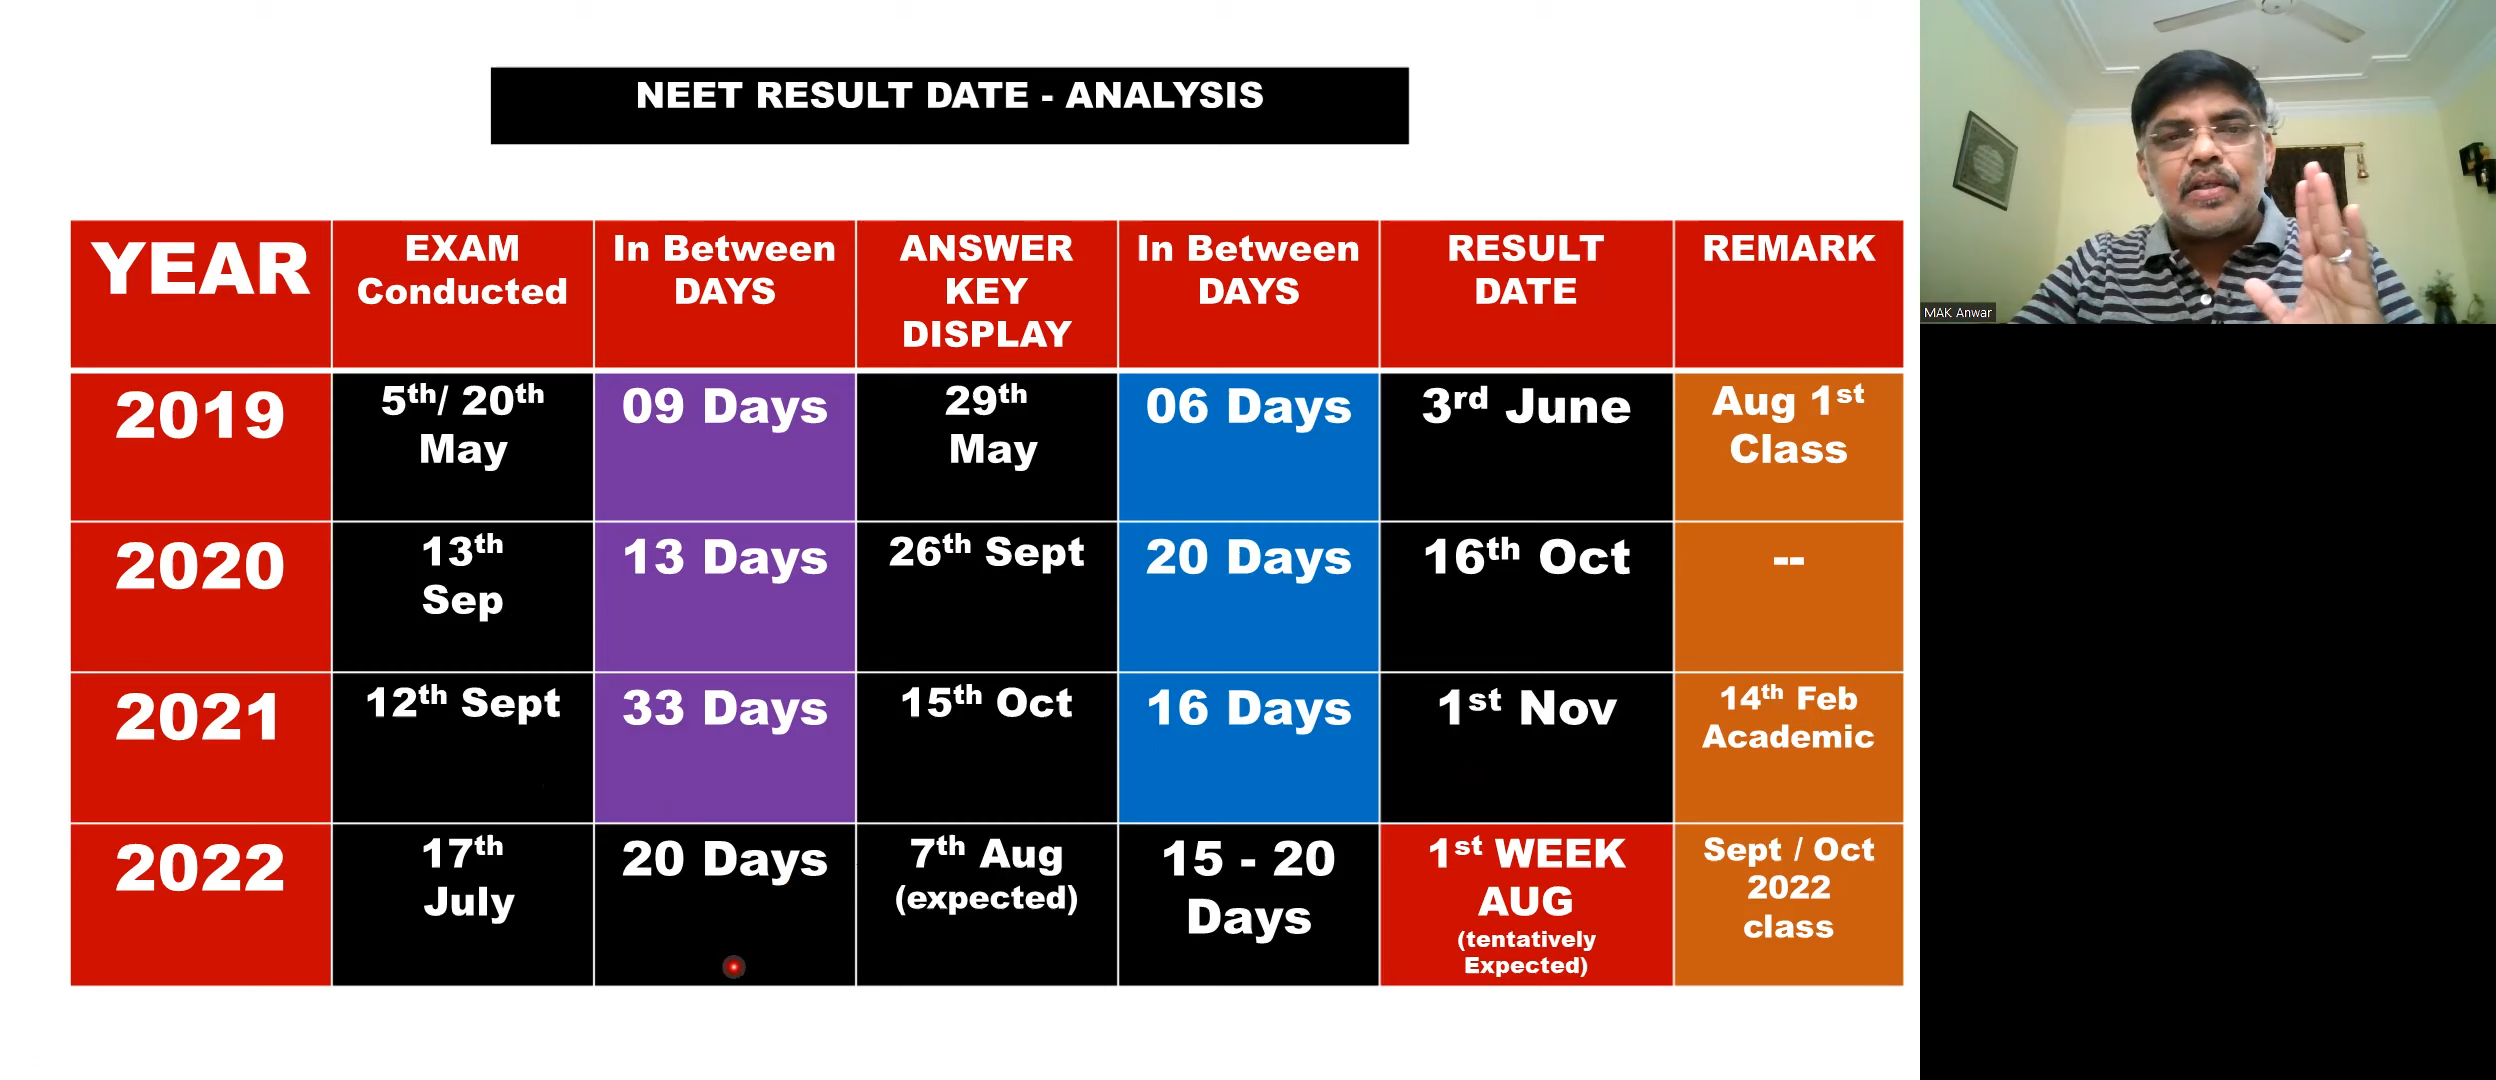 NEET RESULT DATE - ANALYSIS
YEAR
EXAM
Conducted
In Between
DAYS
ANSWER
KEY
DISPLAY
In Between
DAYS
RESULT
DATE
REMARK
2019
5th/ 20th
May
09 Days
29th
May
06 Days
3rd June
Aug 1st
Class
2020
13th
Sep
13 Days
26th Sept
20 Days
16th Oct
--
2021
12th Sept
33 Days
15th Oct
16 Days
1st Nov
14th Feb
Academic
2022
17th
July
20 Days
7th Aug
(expected)
15 - 20
Days
1st WEEK
AUG
(tentatively
Expected)
Sept / Oct
2022
class
MAK Anwar